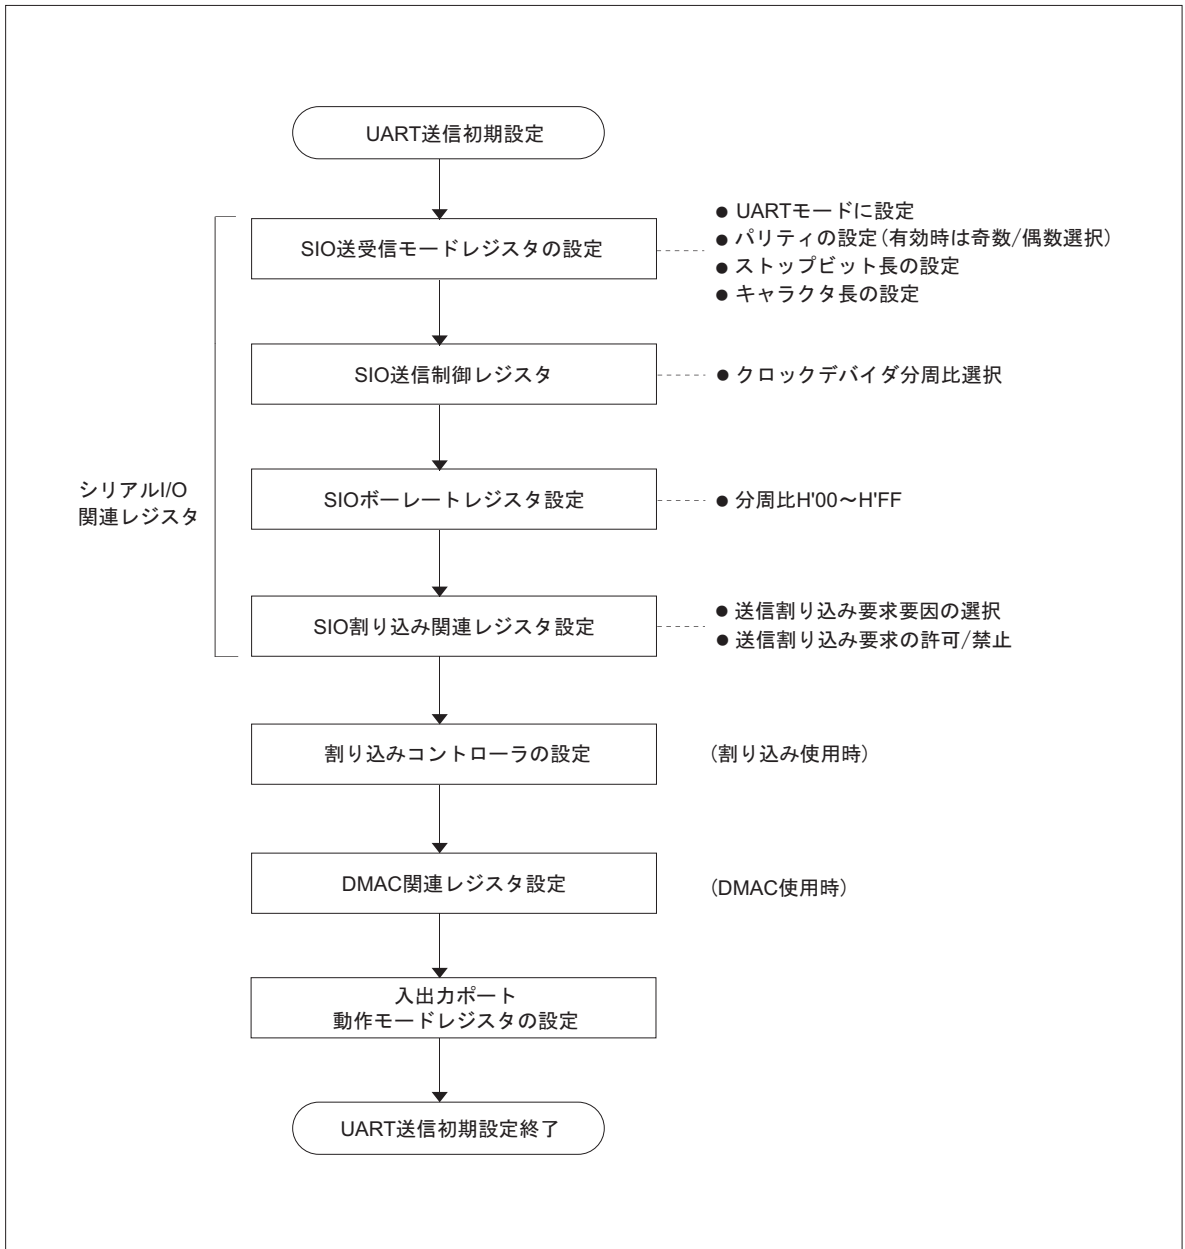 UART送信初期設定
SIO送受信モードレジスタの設定
● UARTモードに設定
● パリティの設定(有効時は奇数/偶数選択)
● ストップビット長の設定
● キャラクタ長の設定
SIO送信制御レジスタ
● クロックデバイダ分周比選択
シリアルI/O
関連レジスタ
SIOボーレートレジスタ設定
● 分周比H'00〜H'FF
SIO割り込み関連レジスタ設定
● 送信割り込み要求要因の選択
● 送信割り込み要求の許可/禁止
割り込みコントローラの設定
(割り込み使用時)
DMAC関連レジスタ設定
(DMAC使用時)
入出力ポート
動作モードレジスタの設定
UART送信初期設定終了